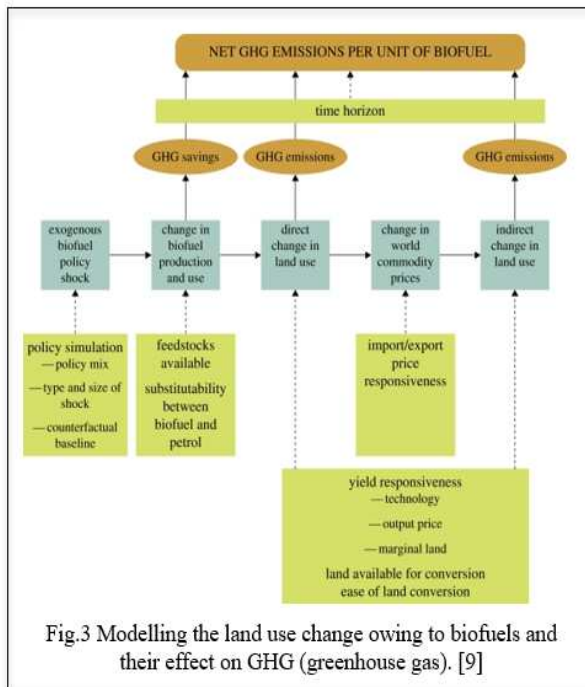 NET GHG EMISSIONS PER UNIT OF BIOFUEL
time horizon
GHG savings
GHG emissions
GHG emissions
exogenous
biofuel
policy
shock
change in
biofuel
production
and use
direct
change in
land use
change in
world
commodity
prices
indirect
change in
land use
policy simulation
—policy mix
—type and size of
shock
—counterfactual
baseline
feedstocks
available
substitutability
between
biofuel and
petrol
import/export
price
responsiveness
yield responsiveness
—technology
—output price
—marginal land
land available for conversion
ease of land conversion
Fig.3 Modelling the land use change owing to biofuels and
their effect on GHG (greenhouse gas). [9]